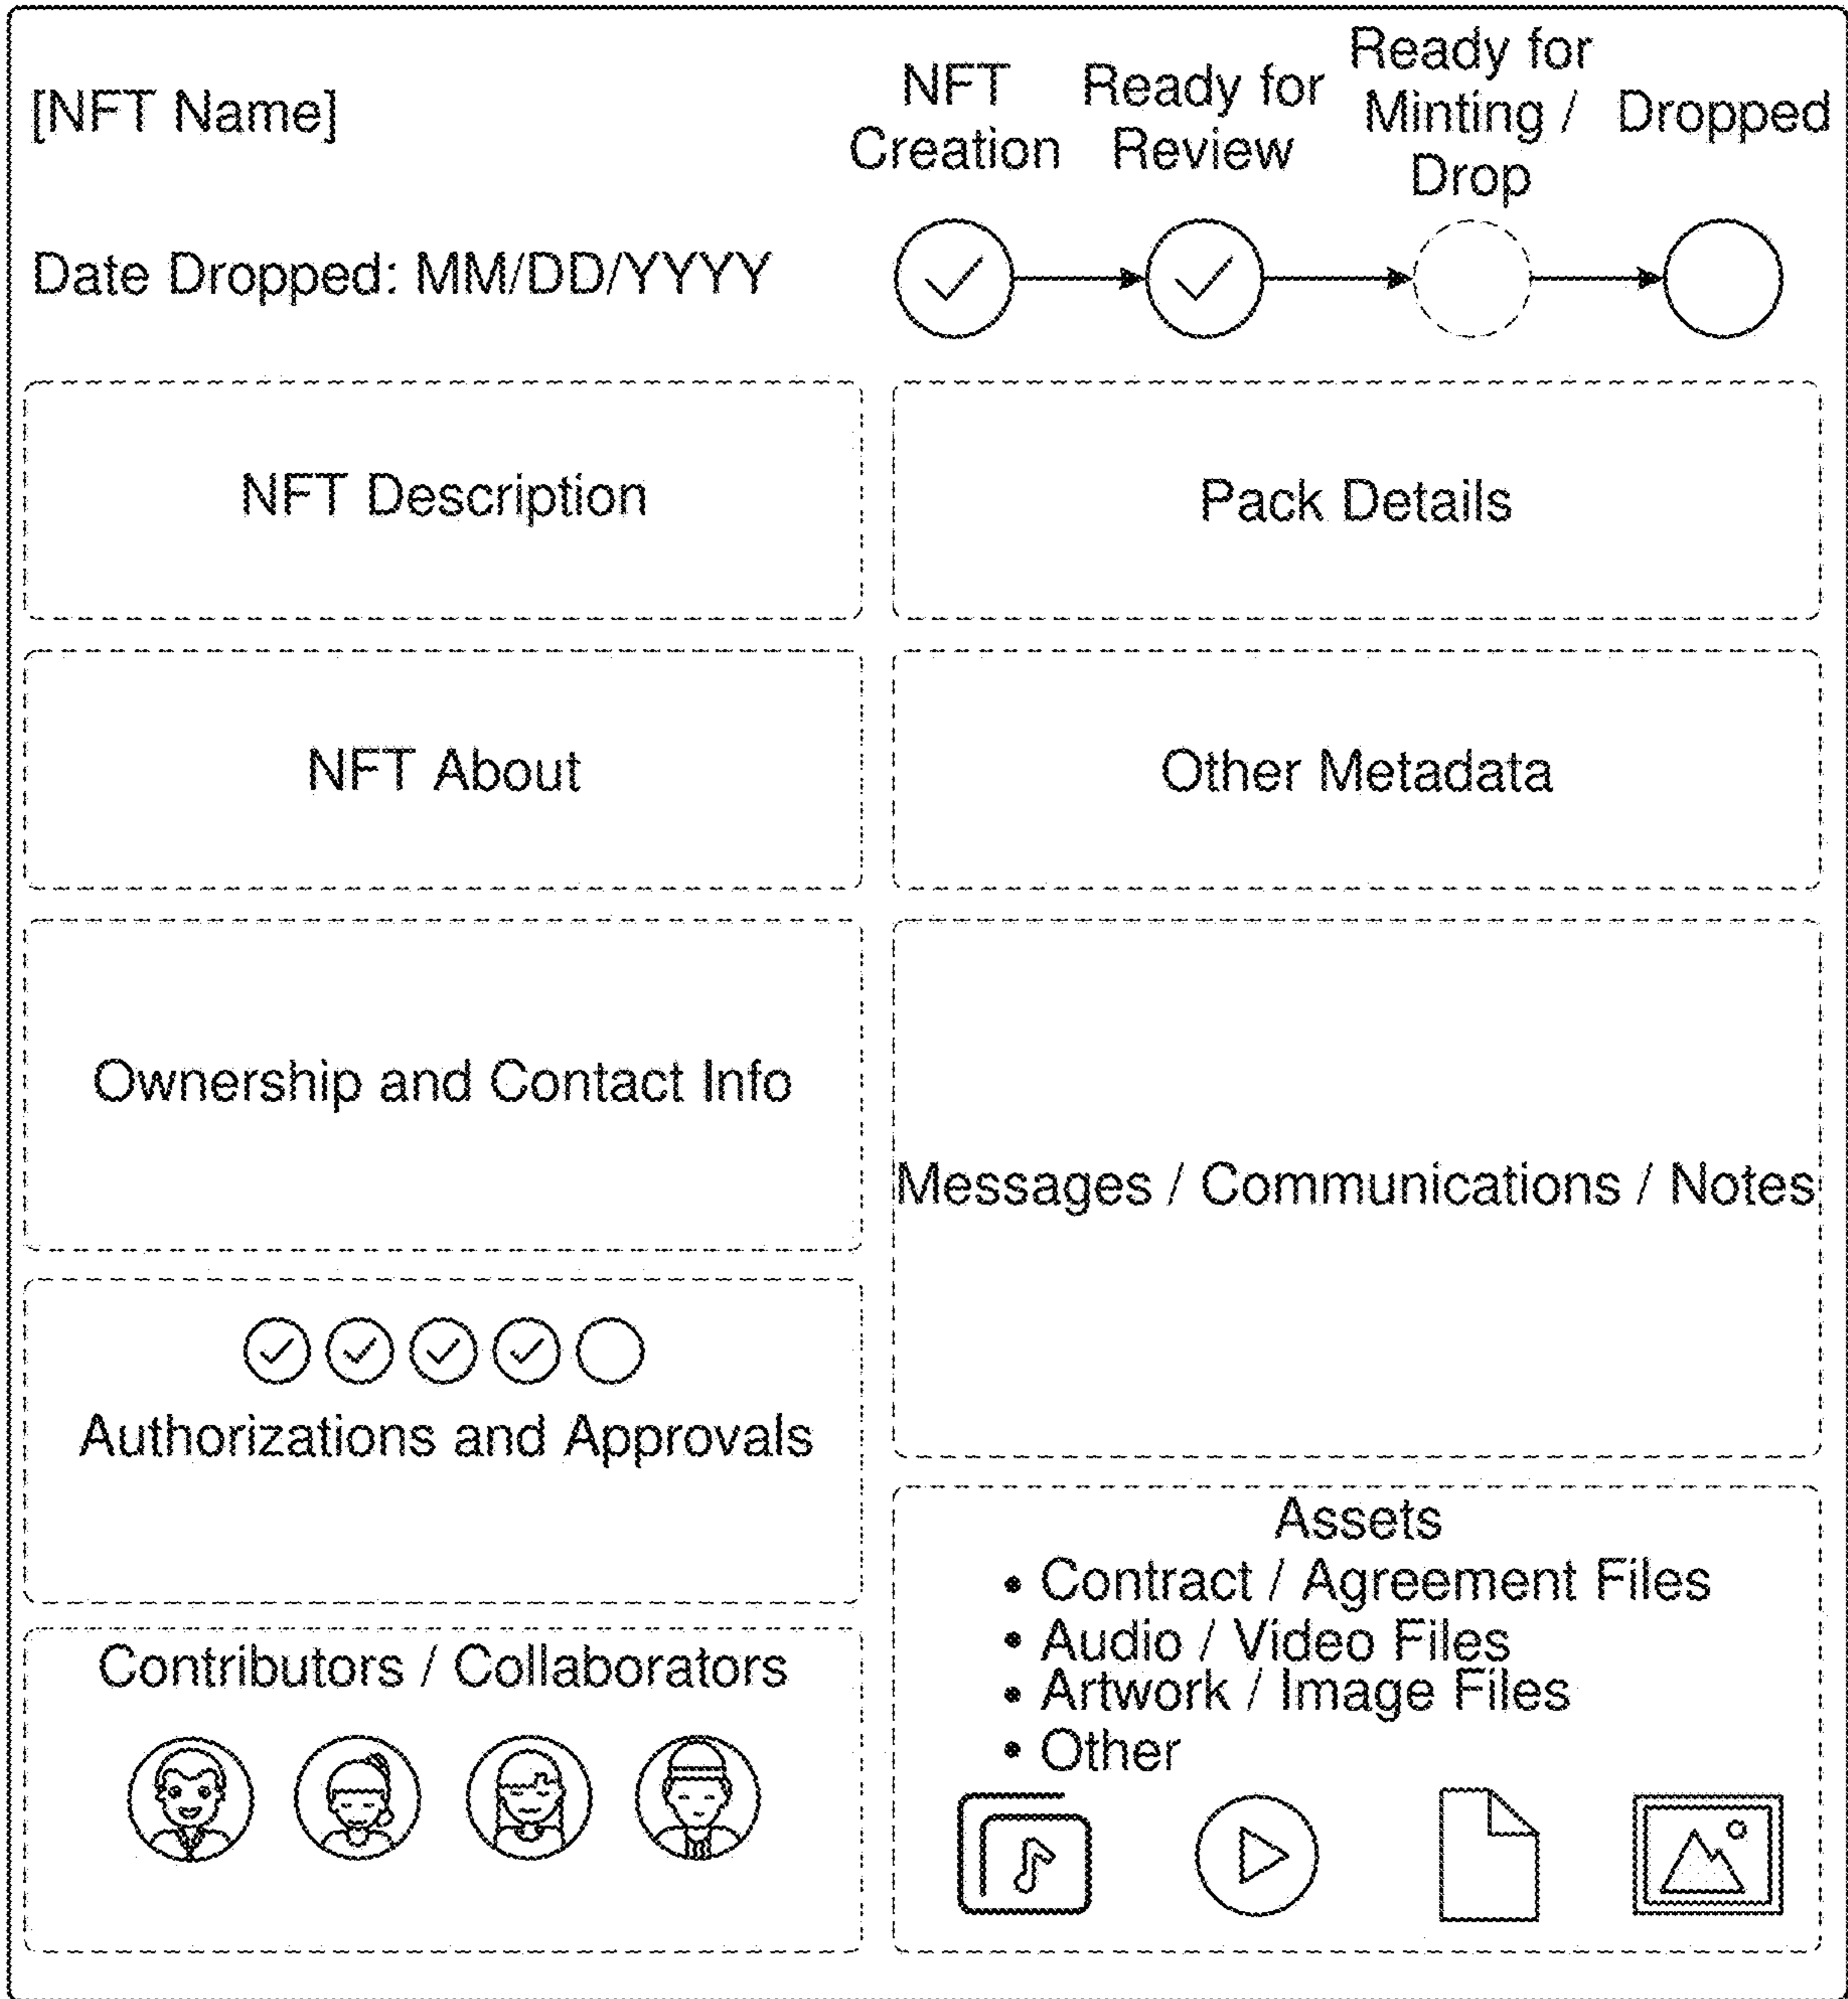 [NFT Name]
NFT
Creation
Ready for
Review
Ready for
Minting /
Drop
Dropped
Date Dropped: MM/DD/YYYY
NFT Description
Pack Details
NFT About
Other Metadata
Ownership and Contact Info
Messages / Communications / Notes
Authorizations and Approvals
Contributors / Collaborators
Assets
• Contract / Agreement Files
• Audio / Video Files
• Artwork / Image Files
• Other